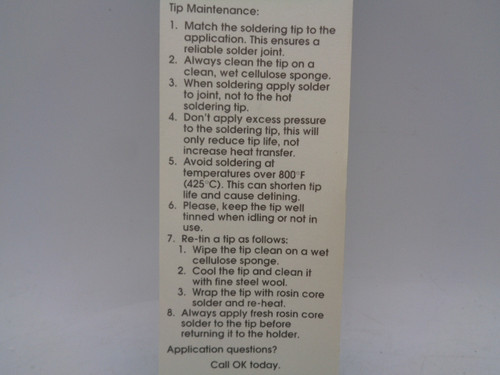 Tip Maintenance:
1. Match the soldering tip to the
application. This ensures a
reliable solder joint.
2. Always clean the tip on a
clean, wet cellulose sponge.
3. When soldering apply solder
to joint, not to the hot
soldering tip.
4. Don't apply excess pressure
to the soldering tip, this will
only reduce tip life, not
increase heat transfer.
5. Avoid soldering at
temperatures over 800°F
(425°C). This can shorten tip
life and cause detining.
6. Please, keep the tip well
tinned when idling or not in
use.
7. Re-tin a tip as follows:
1. Wipe the tip clean on a wet
cellulose sponge.
2. Cool the tip and clean it
with fine steel wool.
3. Wrap the tip with rosin core
solder and re-heat.
8. Always apply fresh rosin core
solder to the tip before
returning it to the holder.
Application questions?
Call OK today.